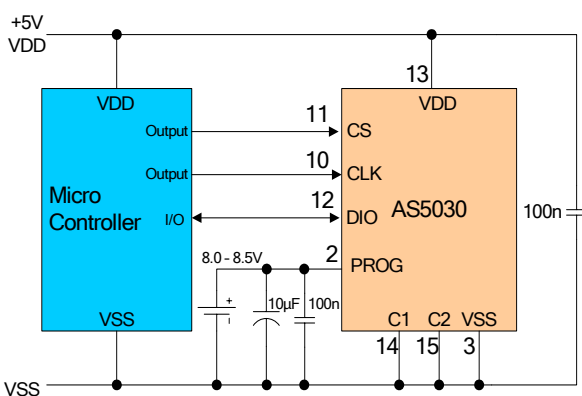 +5V
VDD
13
VDD
VDD
Output
11
CS
Output
10
CLK
Micro
Controller
I/O
12
DIO
AS5030
100n
8.0 - 8.5V
2
PROG
+
-
10µF
100n
VSS
C1
C2
VSS
14
15
3
VSS